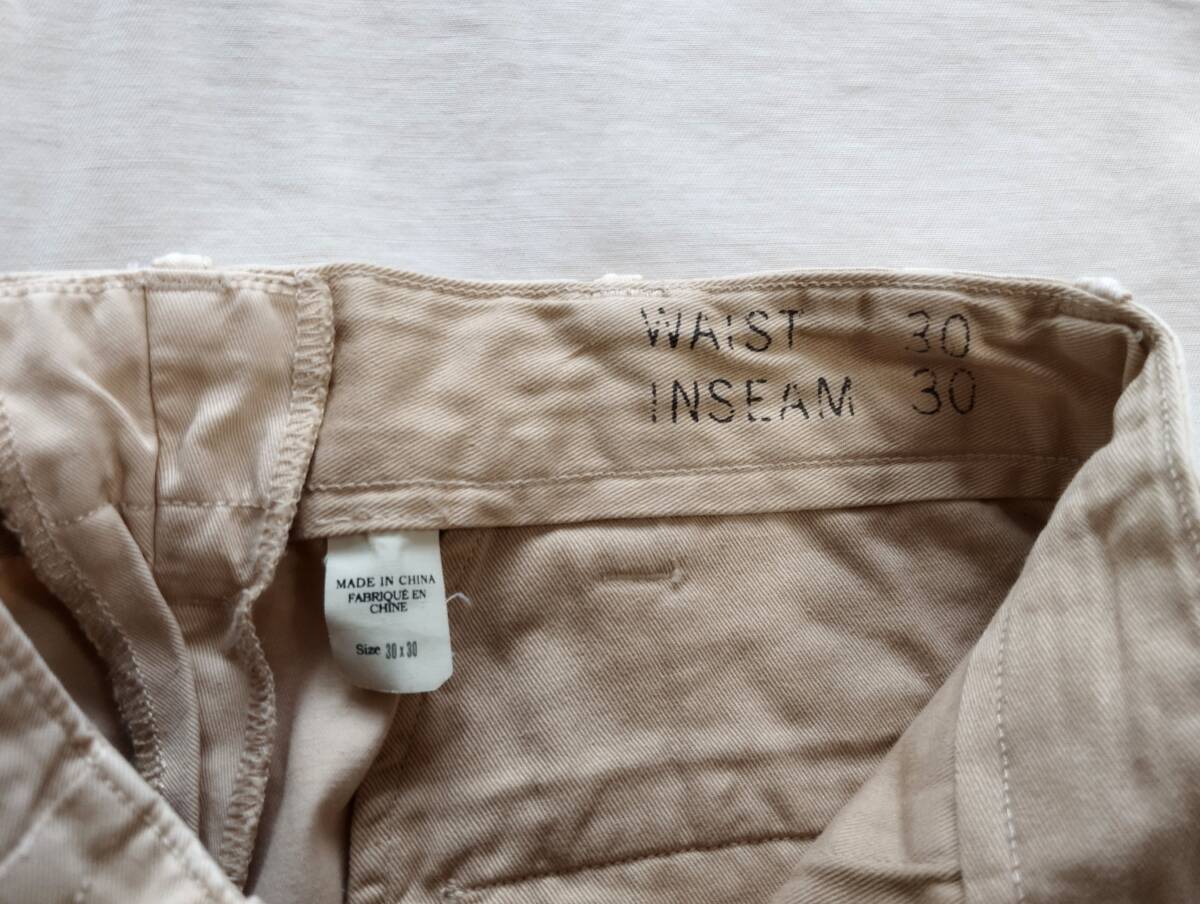 WAIST 30
INSEAM 30
MADE IN CHINA
FABRIQUÉ EN
CHINE
Size 30 x 30